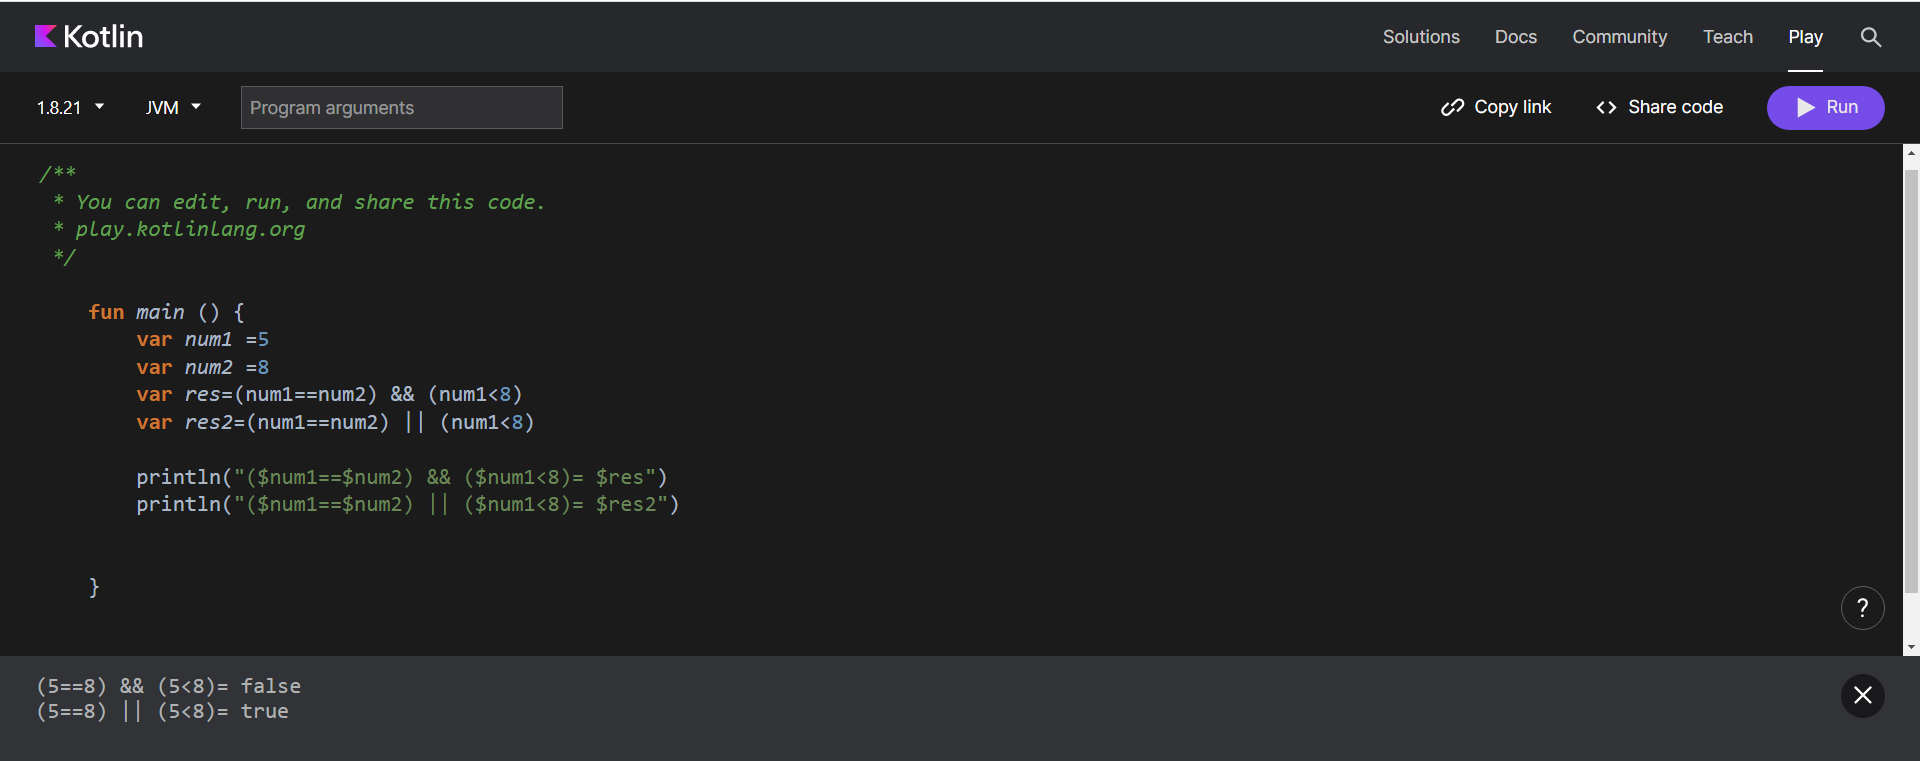 Kotlin
Solutions Docs Community Teach Play
1.8.21 JVM Program arguments Copy link <> Share code Run
/**
 * You can edit, run, and share this code.
 * play.kotlinlang.org
 */
fun main () {
    var num1 =5
    var num2 =8
    var res=(num1==num2) && (num1<8)
    var res2=(num1==num2) || (num1<8)
    println("($num1==$num2) && ($num1<8)= $res")
    println("($num1==$num2) || ($num1<8)= $res2")
}
?
(5==8) && (5<8)= false
(5==8) || (5<8)= true